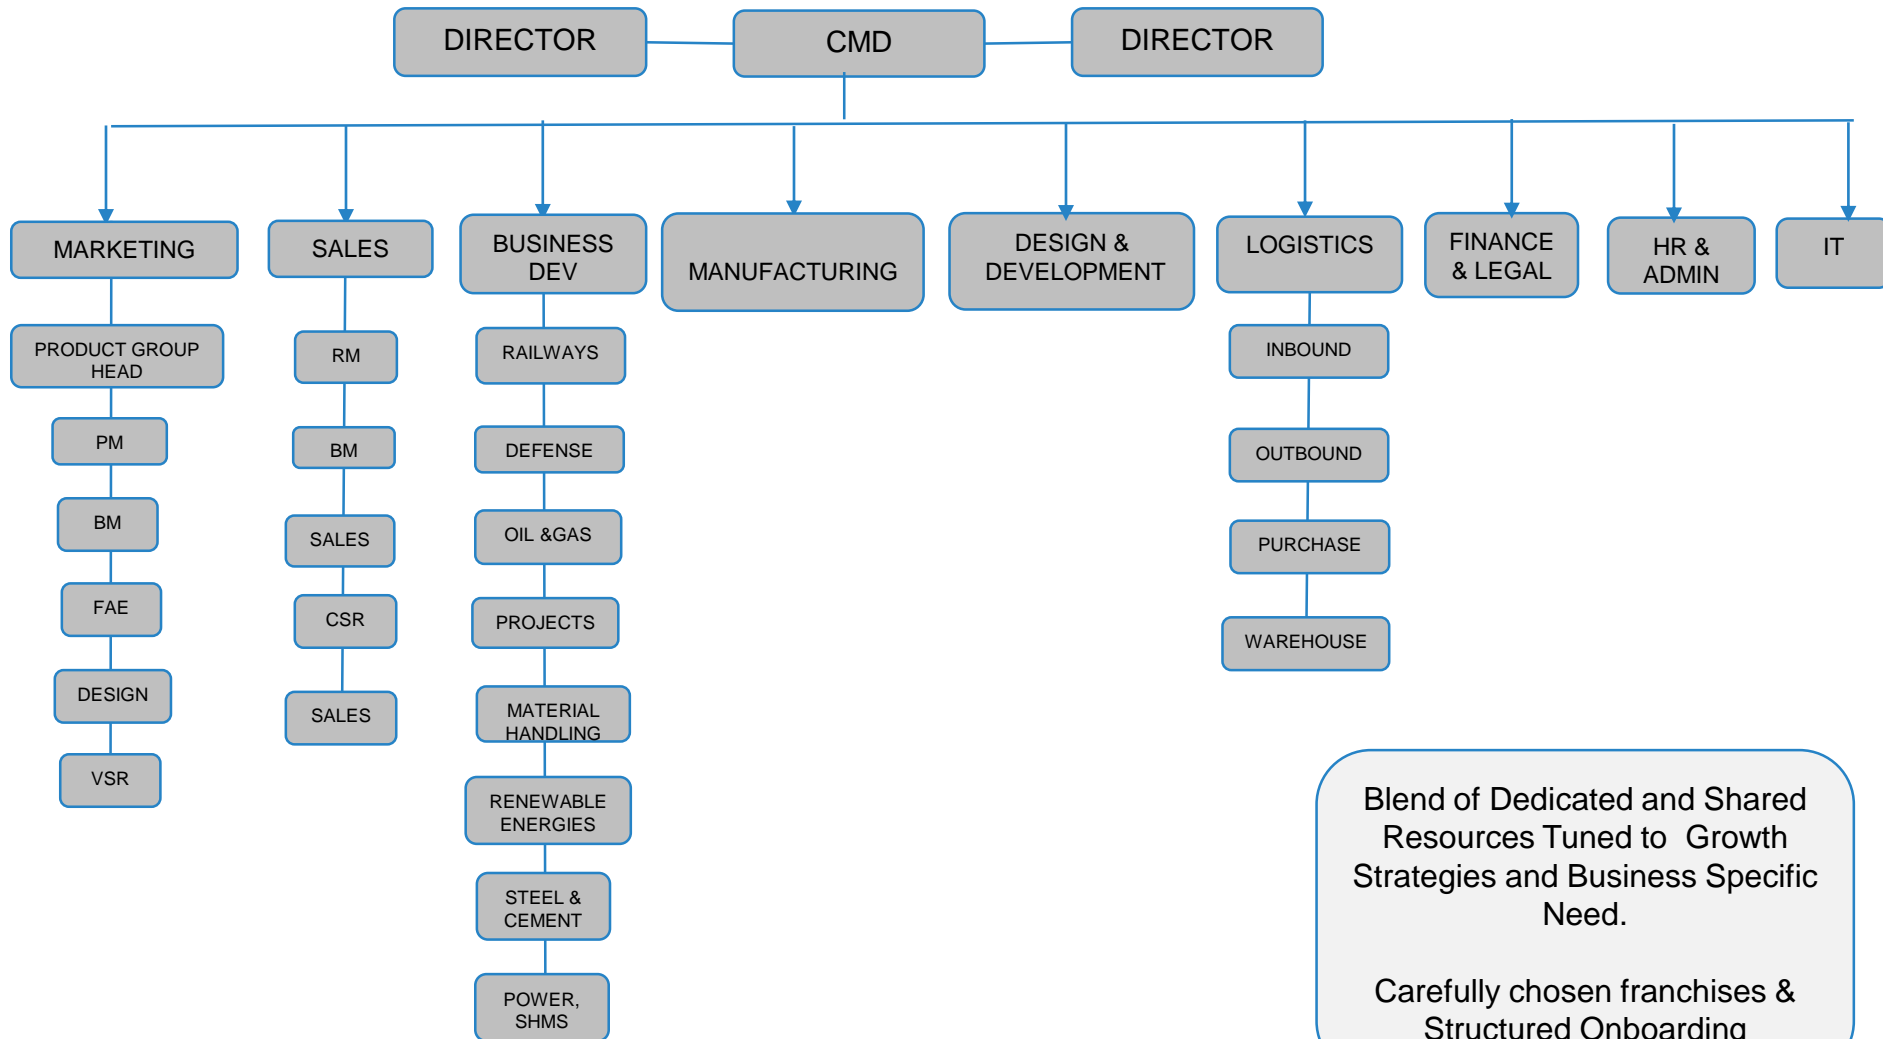 DIRECTOR
CMD
DIRECTOR
MARKETING
SALES
BUSINESS
DEV
MANUFACTURING
DESIGN &
DEVELOPMENT
LOGISTICS
FINANCE
& LEGAL
HR &
ADMIN
IT
PRODUCT GROUP
HEAD
PM
BM
FAE
DESIGN
VSR
RM
BM
SALES
CSR
SALES
RAILWAYS
DEFENSE
OIL &GAS
PROJECTS
MATERIAL
HANDLING
RENEWABLE
ENERGIES
STEEL &
CEMENT
POWER,
SHMS
INBOUND
OUTBOUND
PURCHASE
WAREHOUSE
Blend of Dedicated and Shared
Resources Tuned to Growth
Strategies and Business Specific
Need.
Carefully chosen franchises &
Structured Onboarding